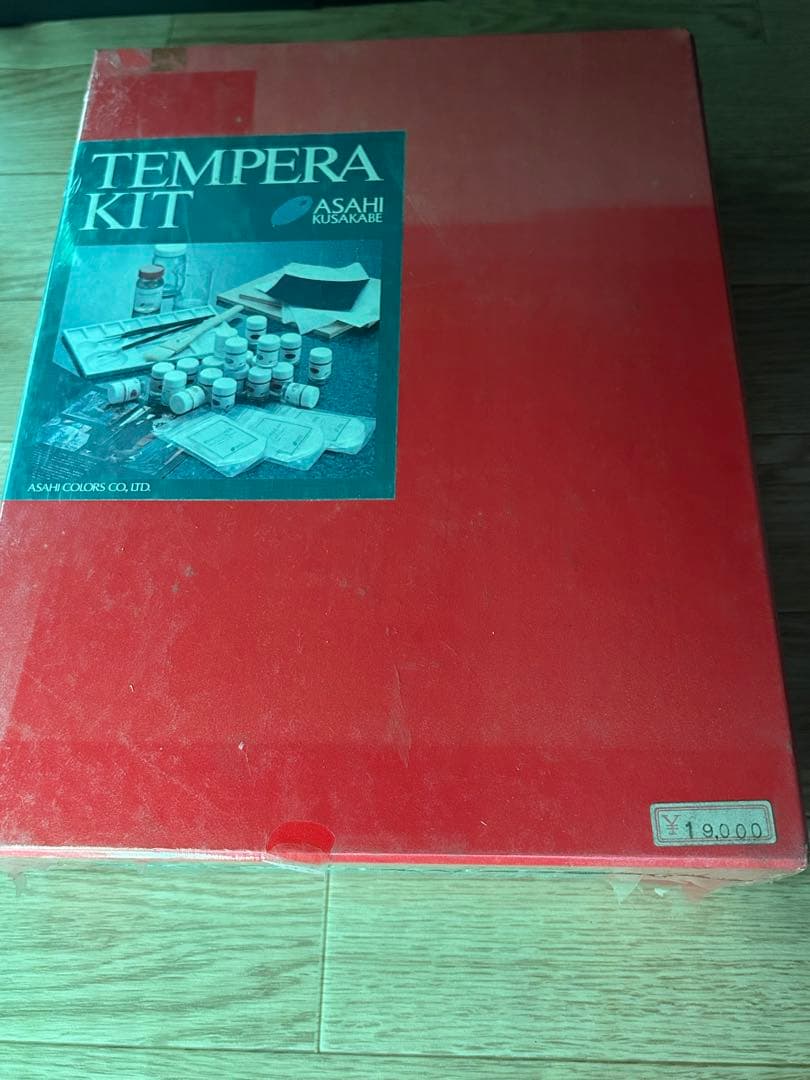 TEMPERA
KIT
ASAHI
KUSAKABE
ASAHI COLORS CO., LTD.
¥19,000